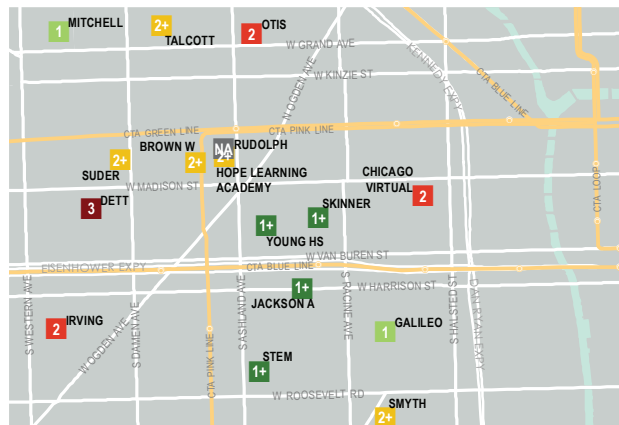 MITCHELL
1
2+
TALCOTT
OTIS
2
W GRAND AVE
W KINZIE ST
N OGDEN AVE
KENNEDY EXPY
CTA BLUE LINE
CTA GREEN LINE
CTA PINK LINE
BROWN W
2+
NA
RUDOLPH
2+
HOPE LEARNING
ACADEMY
2+
SUDER
W MADISON ST
CHICAGO
VIRTUAL
2
CTA LOOP
3
DETT
SKINNER
1+
1+
YOUNG HS
W VAN BUREN ST
EISENHOWER EXPY
CTA BLUE LINE
1+
JACKSON A
W HARRISON ST
S WESTERN AVE
S DAMEN AVE
S ASHLAND AVE
S RACINE AVE
S HALSTED ST
DAN RYAN EXPY
2
IRVING
W OGDEN AVE
CTA PINK LINE
1
GALILEO
STEM
1+
W ROOSEVELT RD
SMYTH
2+